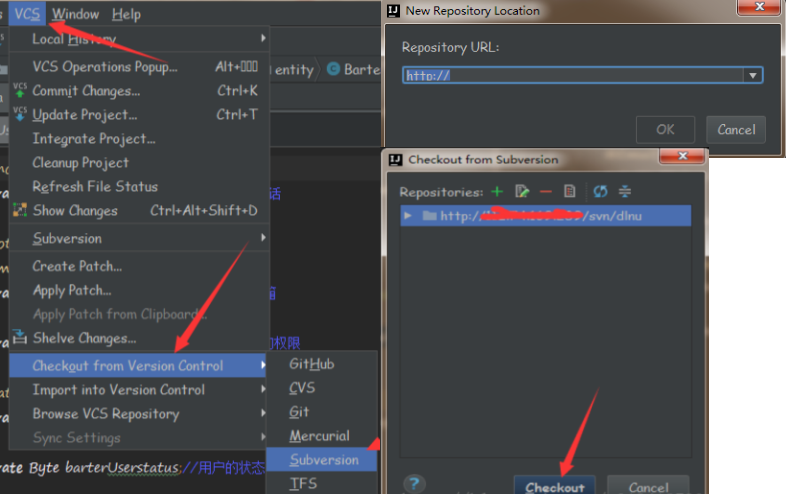 VCS Window Help
Local History
VCS Operations Popup... Alt+
Commit Changes... Ctrl+K
Update Project... Ctrl+T
Integrate Project...
Cleanup Project
Refresh File Status
Show Changes Ctrl+Alt+Shift+D
Subversion
Create Patch...
Apply Patch...
Apply Patch from Clipboard...
Shelve Changes...
Checkout from Version Control
Import into Version Control
Browse VCS Repository
Sync Settings
GitHub
CVS
Git
Mercurial
Subversion
TFS
entity Barte
话
箱
的权限
vate Byte barterUserstatus;//用户的状态
New Repository Location
Repository URL:
http://
OK Cancel
Checkout from Subversion
Repositories:
http:/ /svn/dlnu
? Checkout Cancel